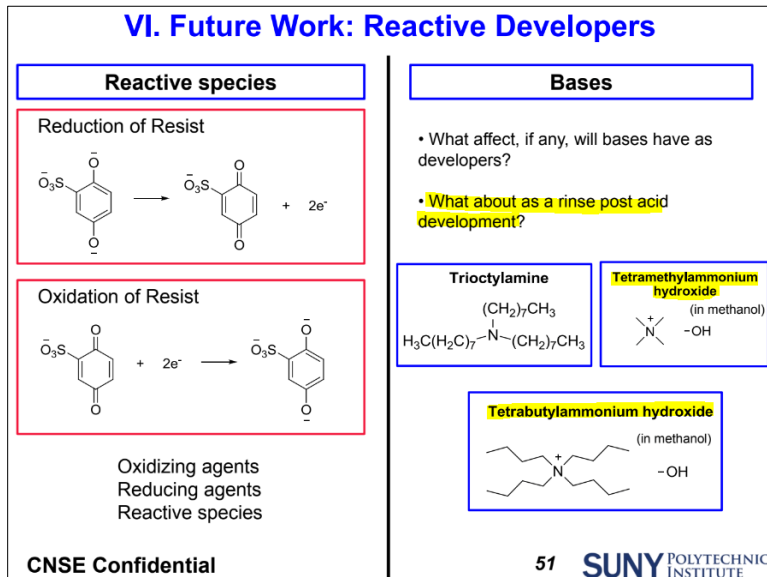 VI. Future Work: Reactive Developers
Reactive species
Reduction of Resist
O⁻
⁻O₃S
O⁻
O
⁻O₃S
O
+ 2e⁻
Oxidation of Resist
O
⁻O₃S
O
+ 2e⁻
O⁻
⁻O₃S
O⁻
Oxidizing agents
Reducing agents
Reactive species
Bases
• What affect, if any, will bases have as
developers?
• What about as a rinse post acid
development?
Trioctylamine
(CH₂)₇CH₃
N
H₃C(H₂C)₇ (CH₂)₇CH₃
Tetramethylammonium
hydroxide
(in methanol)
N⁺
⁻OH
Tetrabutylammonium hydroxide
(in methanol)
N⁺
⁻OH
CNSE Confidential
51
SUNY POLYTECHNIC
INSTITUTE